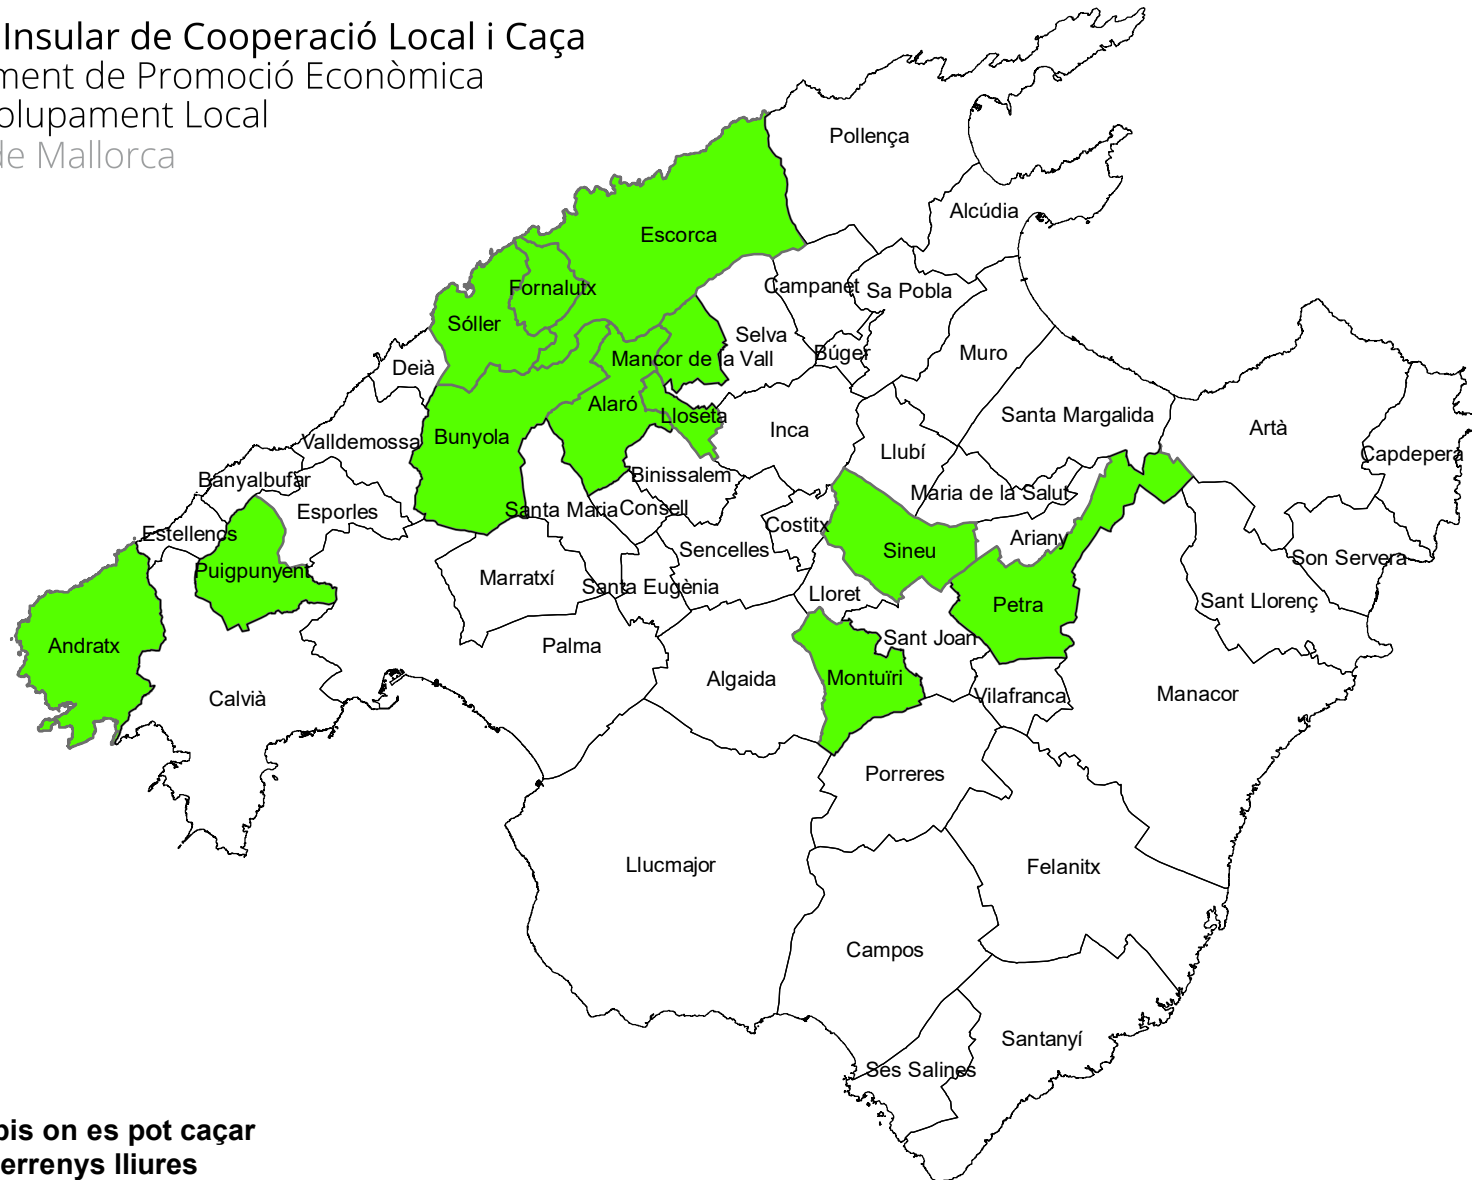 Insular de Cooperació Local i Caça
ment de Promoció Econòmica
olupament Local
de Mallorca
Pollença
Alcúdia
Escorca
Campanet
Sa Pobla
Fornalutx
Sóller
Selva
Búger
Muro
Mancor de la Vall
Deià
Alaró
Lloseta
Santa Margalida
Artà
Inca
Bunyola
Valldemossa
Llubí
Capdepera
Banyalbufar
Binissalem
Maria de la Salut
Esporles
Santa Maria
Consell
Costitx
Estellencs
Ariany
Sencelles
Sineu
Son Servera
Puigpunyent
Marratxí
Santa Eugènia
Lloret
Petra
Sant Llorenç
Andratx
Palma
Sant Joan
Algaida
Montuïri
Calvià
Vilafranca
Manacor
Porreres
Llucmajor
Felanitx
Campos
Santanyí
Ses Salines
pis on es pot caçar
errenys lliures